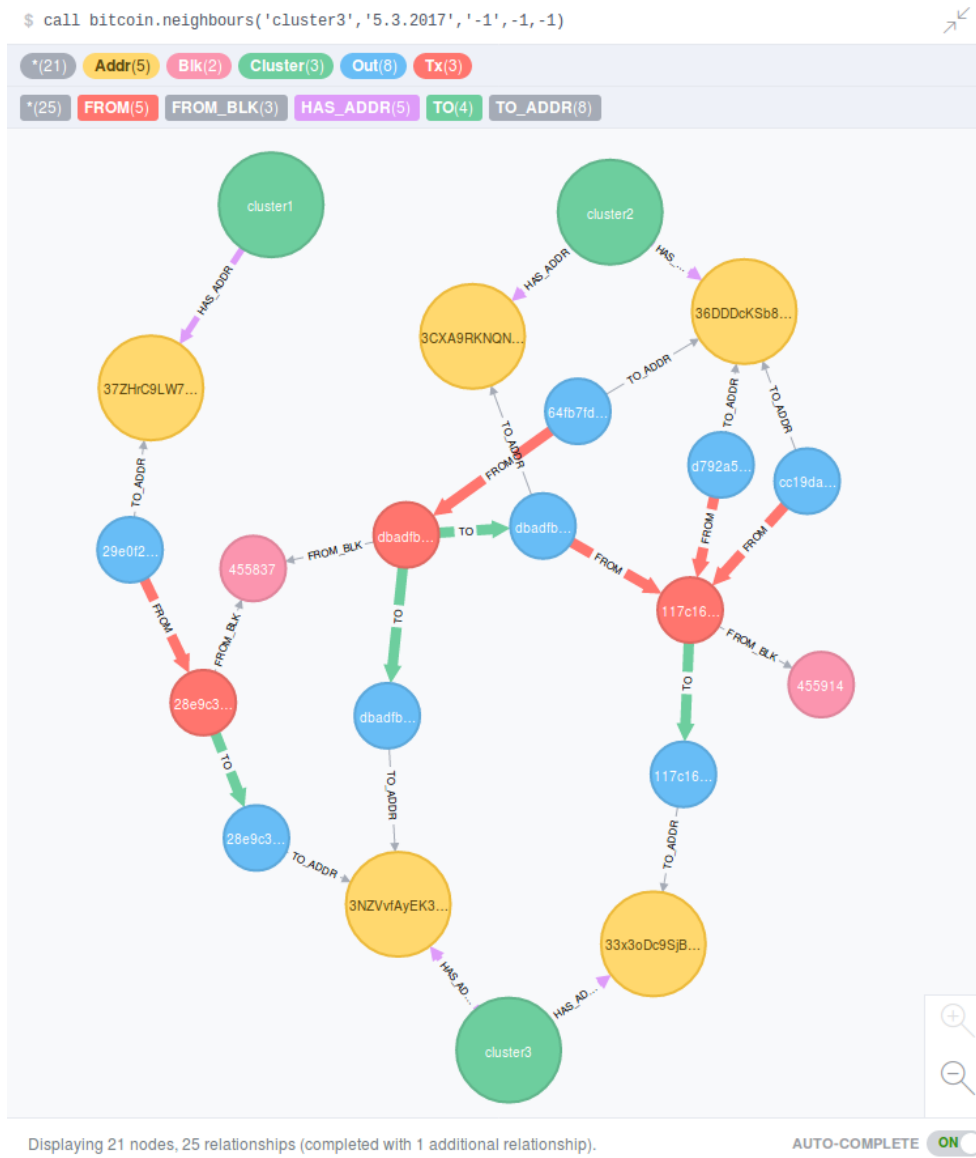 $ call bitcoin.neighbours('cluster3','5.3.2017','-1',-1,-1)
*(21) Addr(5) Blk(2) Cluster(3) Out(8) Tx(3)
*(25) FROM(5) FROM_BLK(3) HAS_ADDR(5) TO(4) TO_ADDR(8)
cluster1
cluster2
HAS_ADDR
HAS_ADDR
HAS_...
36DDDcKSb8...
3CXA9RKNQN...
37ZHrC9LW7...
TO_ADDR
TO_ADDR
TO_ADDR
64fb7fd...
TO_ADDR
TO_ADDR
FROM
d792a5...
cc19da...
dbadfb...
TO
dbadfb...
FROM
FROM
29e0f2...
FROM_BLK
455837
FROM
FROM
FROM_BLK
TO
117c16...
FROM_BLK
455914
28e9c3...
TO
dbadfb...
TO
117c16...
TO_ADDR
28e9c3...
TO_ADDR
TO_ADDR
3NZVvfAyEK3...
33x3oDc9SjB...
HAS_AD...
HAS_AD...
cluster3
Displaying 21 nodes, 25 relationships (completed with 1 additional relationship).
AUTO-COMPLETE ON